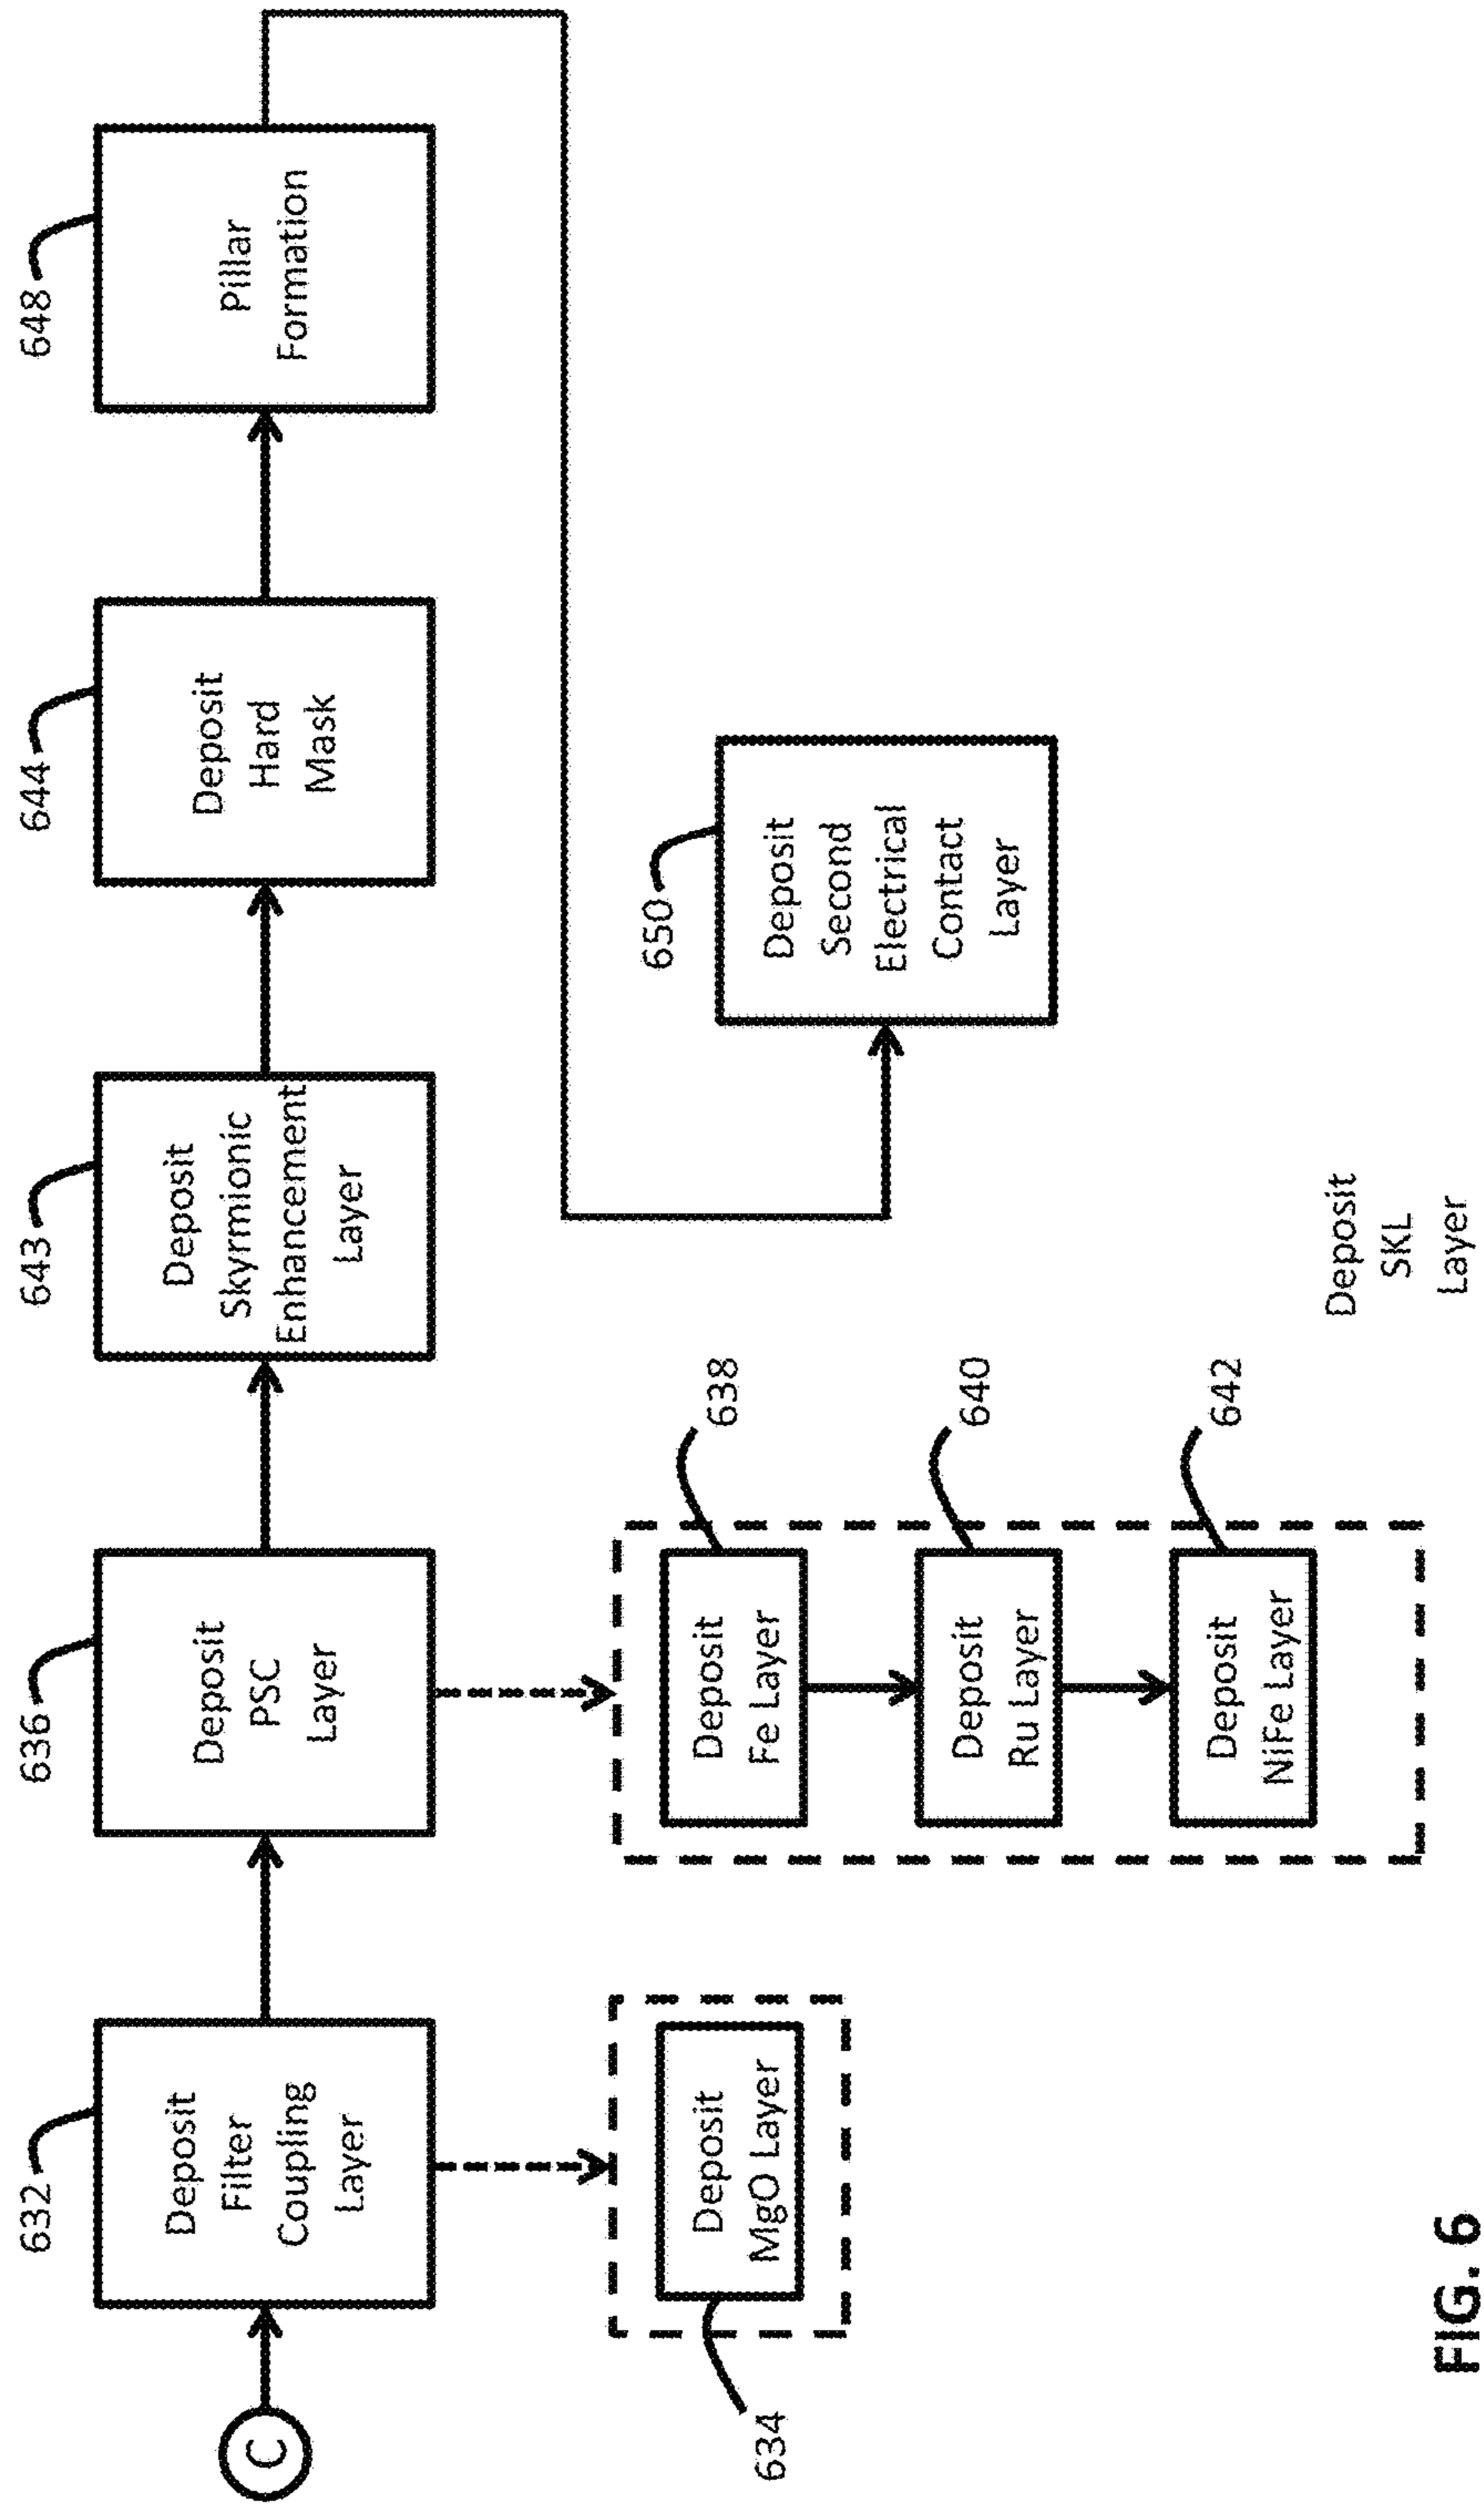 C
632
Deposit
Filter
Coupling
Layer
636
Deposit
PSC
Layer
643
Deposit
Skyrmionic
Enhancement
Layer
644
Deposit
Hard
Mask
648
Pillar
Formation
634
Deposit
MgO Layer
638
Deposit
Fe Layer
640
Deposit
Ru Layer
642
Deposit
NiFe Layer
650
Deposit
Second
Electrical
Contact
Layer
Deposit
SKL
Layer
FIG. 6